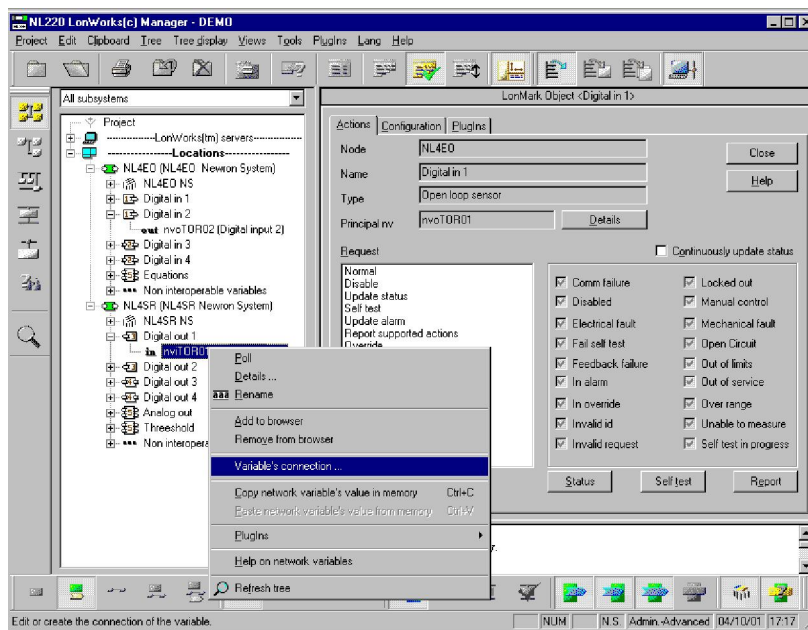 NL220 LonWorks(c) Manager - DEMO
Project Edit Clipboard Tree Tree display Views Tools PlugIns Lang Help
All subsystems
Project
LonWorks(tm) servers
Locations
NL4EO (NL4EO Newron System)
NL4EO NS
Digital in 1
Digital in 2
out nvoTOR02 (Digital input 2)
Digital in 3
Digital in 4
Equations
Non interoperable variables
NL4SR (NL4SR Newron System)
NL4SR NS
Digital out 1
in nviTOR01
Digital out 2
Digital out 3
Digital out 4
Analog out
Threeshold
Non interopera
Poll
Details ...
aaa Rename
Add to browser
Remove from browser
Variable's connection ...
Copy network variable's value in memory Ctrl+C
Paste network variable's value from memory Ctrl+V
PlugIns
Help on network variables
Refresh tree
LonMark Object <Digital in 1>
Actions Configuration PlugIns
Node NL4EO
Close
Name Digital in 1
Help
Type Open loop sensor
Principal nv nvoTOR01 Details
Request
Continuously update status
Normal
Disable
Update status
Self test
Update alarm
Report supported actions
Override
Comm failure Locked out
Disabled Manual control
Electrical fault Mechanical fault
Fail self test Open Circuit
Feedback failure Out of limits
In alarm Out of service
In override Over range
Invalid id Unable to measure
Invalid request Self test in progress
Status Self test Report
y.
Edit or create the connection of the variable. NUM N.S. Admin.-Advanced 04/10/01 17:17